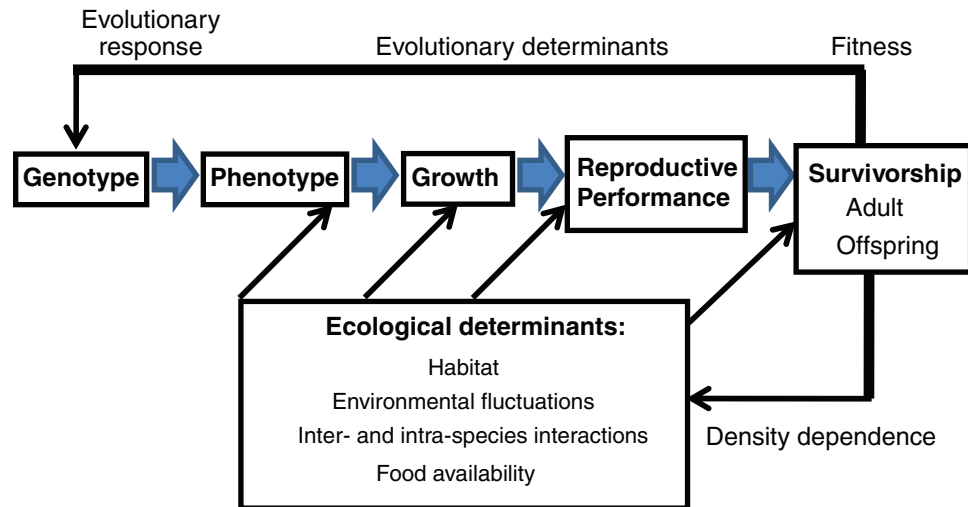 Evolutionary
response
Evolutionary determinants
Fitness
Genotype
Phenotype
Growth
Reproductive
Performance
Survivorship
Adult
Offspring
Ecological determinants:
Habitat
Environmental fluctuations
Inter- and intra-species interactions
Food availability
Density dependence